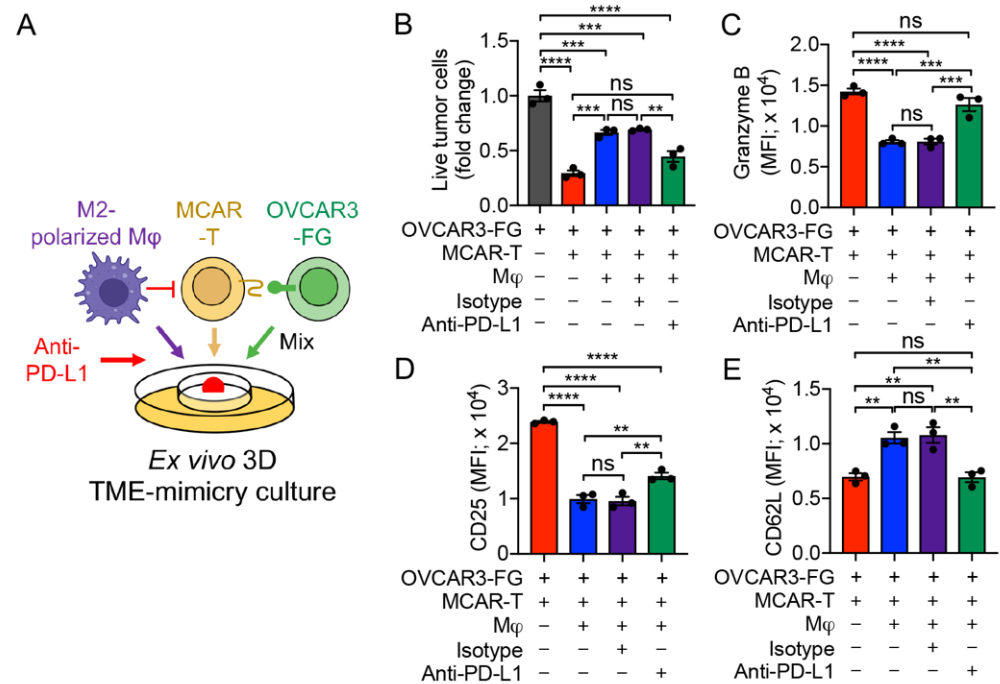 A
M2-
polarized Mφ
MCAR
-T
OVCAR3
-FG
Anti-
PD-L1
Mix
Ex vivo 3D
TME-mimicry culture
B
****
***
***
****
ns
*** ns **
Live tumor cells
(fold change)
1.5
1.0
0.5
0.0
OVCAR3-FG + + + + +
MCAR-T − + + + +
Mφ − − + + +
Isotype − − − + −
Anti-PD-L1 − − − − +
C
ns
****
**** ***
***
ns
Granzyme B
(MFI; x 10⁴)
2.0
1.5
1.0
0.5
0.0
OVCAR3-FG + + + +
MCAR-T + + + +
Mφ − + + +
Isotype − − + −
Anti-PD-L1 − − − +
D
****
****
****
**
**
ns
CD25 (MFI; x 10⁴)
3
2
1
0
OVCAR3-FG + + + +
MCAR-T + + + +
Mφ − + + +
Isotype − − + −
Anti-PD-L1 − − − +
E
ns
**
**
** ns **
CD62L (MFI; x 10⁴)
1.5
1.0
0.5
0.0
OVCAR3-FG + + + +
MCAR-T + + + +
Mφ − + + +
Isotype − − + −
Anti-PD-L1 − − − +